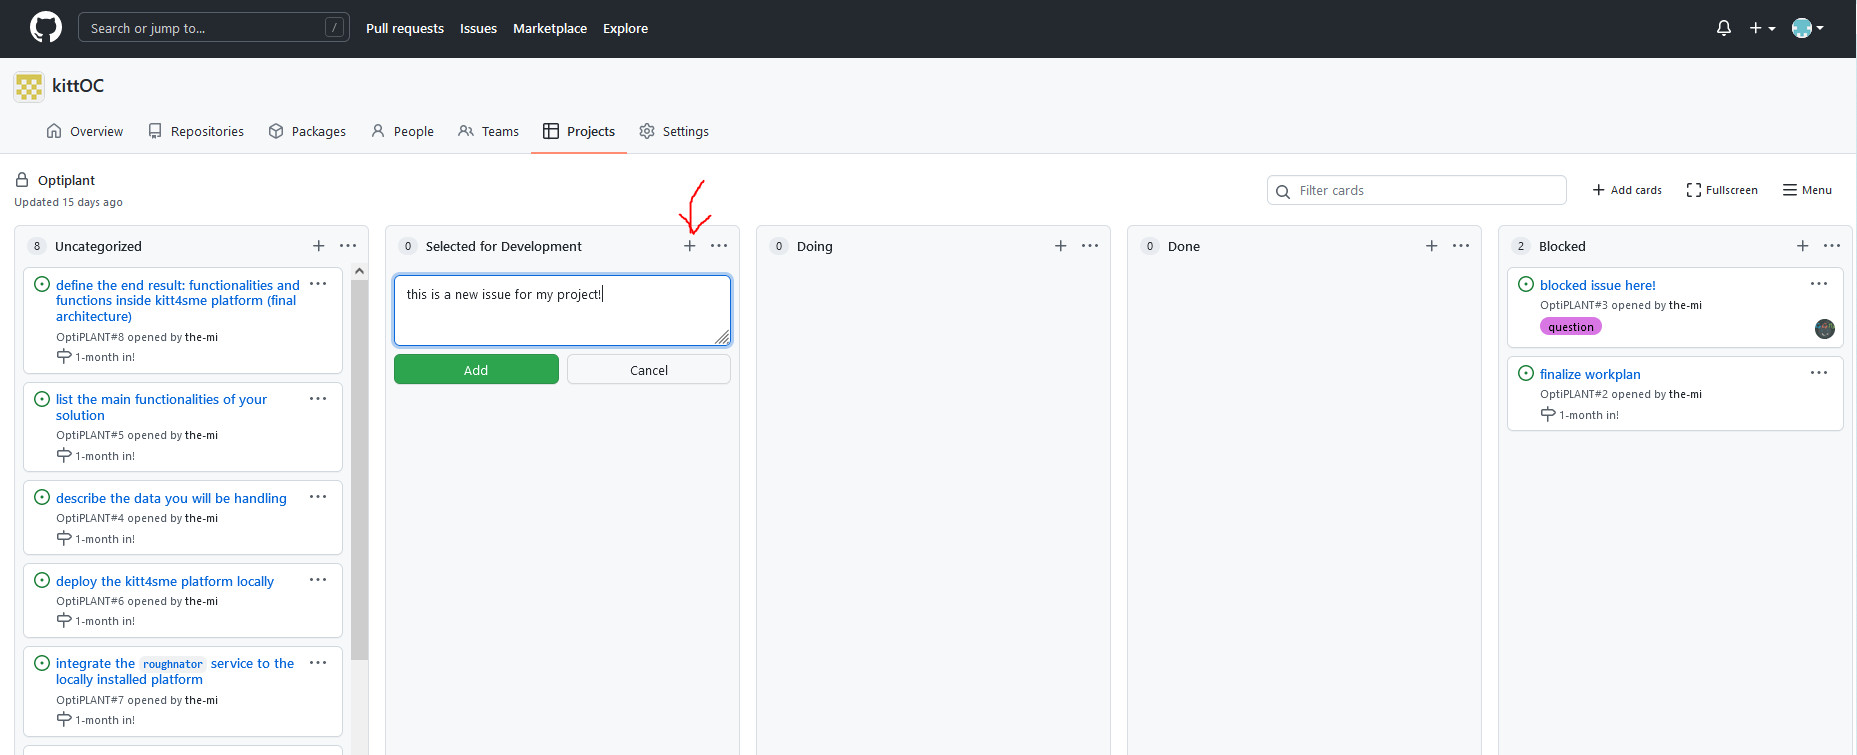 Search or jump to... /
Pull requests Issues Marketplace Explore
kittOC
Overview Repositories Packages People Teams Projects Settings
Optiplant
Updated 15 days ago
Filter cards
Add cards Fullscreen Menu
8 Uncategorized
define the end result: functionalities and
functions inside kitt4sme platform (final
architecture)
OptiPLANT#8 opened by the-mi
1-month in!
list the main functionalities of your
solution
OptiPLANT#5 opened by the-mi
1-month in!
describe the data you will be handling
OptiPLANT#4 opened by the-mi
1-month in!
deploy the kitt4sme platform locally
OptiPLANT#6 opened by the-mi
1-month in!
integrate the roughnator service to the
locally installed platform
OptiPLANT#7 opened by the-mi
1-month in!
0 Selected for Development
this is a new issue for my project!
Add Cancel
0 Doing
0 Done
2 Blocked
blocked issue here!
OptiPLANT#3 opened by the-mi
question
finalize workplan
OptiPLANT#2 opened by the-mi
1-month in!